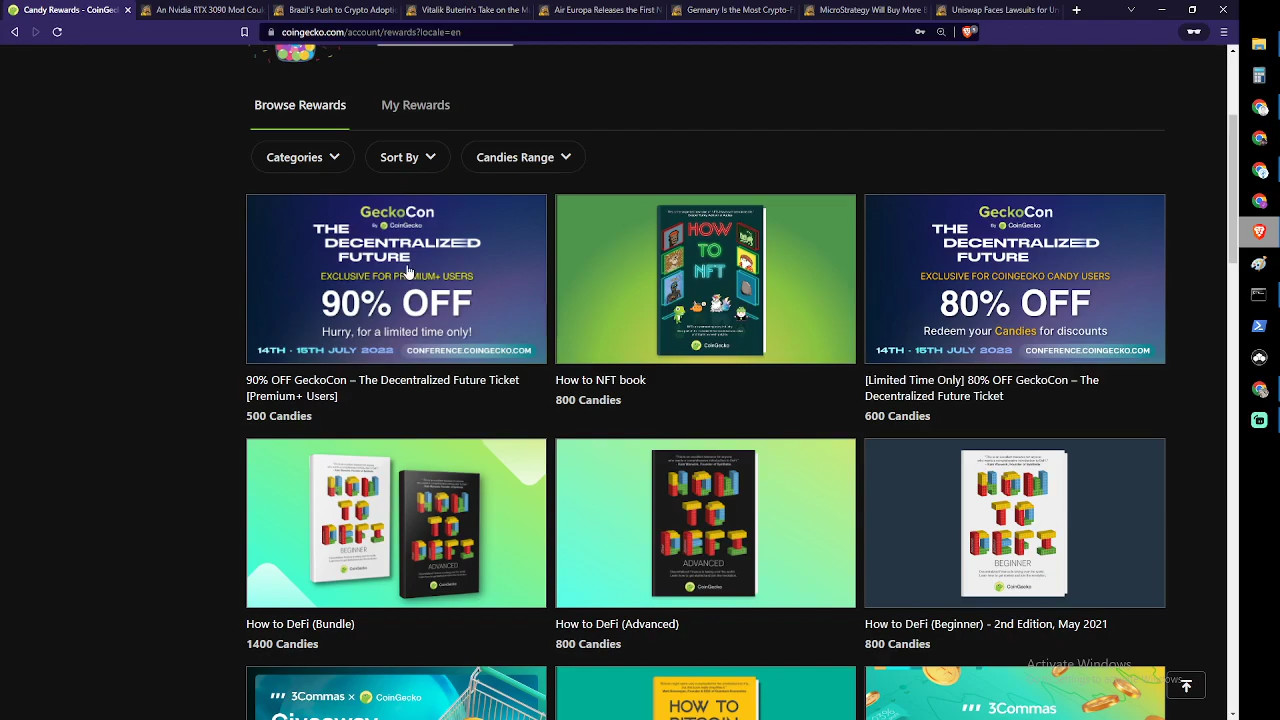 Candy Rewards - CoinGec
An Nvidia RTX 3090 Mod Coul
Brazil's Push to Crypto Adopti
Vitalik Buterin's Take on the M
Air Europa Releases the First N
Germany Is the Most Crypto-F
MicroStrategy Will Buy More B
Uniswap Faces Lawsuits for Un
coingecko.com/account/rewards?locale=en
Browse Rewards
My Rewards
Categories
Sort By
Candies Range
GeckoCon
By CoinGecko
THE
DECENTRALIZED
FUTURE
EXCLUSIVE FOR PREMIUM+ USERS
90% OFF
Hurry, for a limited time only!
14TH - 15TH JULY 2022
CONFERENCE.COINGECKO.COM
HOW
TO
NFT
CoinGecko
GeckoCon
By CoinGecko
THE
DECENTRALIZED
FUTURE
EXCLUSIVE FOR COINGECKO CANDY USERS
80% OFF
Redeem your Candies for discounts
14TH - 15TH JULY 2022
CONFERENCE.COINGECKO.COM
90% OFF GeckoCon – The Decentralized Future Ticket
[Premium+ Users]
500 Candies
How to NFT book
800 Candies
[Limited Time Only] 80% OFF GeckoCon – The
Decentralized Future Ticket
600 Candies
HOW
TO
DEFI
BEGINNER
CoinGecko
HOW
TO
DEFI
ADVANCED
CoinGecko
HOW
TO
DEFI
ADVANCED
CoinGecko
HOW
TO
DEFI
BEGINNER
CoinGecko
How to DeFi (Bundle)
1400 Candies
How to DeFi (Advanced)
800 Candies
How to DeFi (Beginner) - 2nd Edition, May 2021
800 Candies
Activate Windows
3Commas × CoinGecko
Giveaway
HOW TO
BITCOIN
3Commas